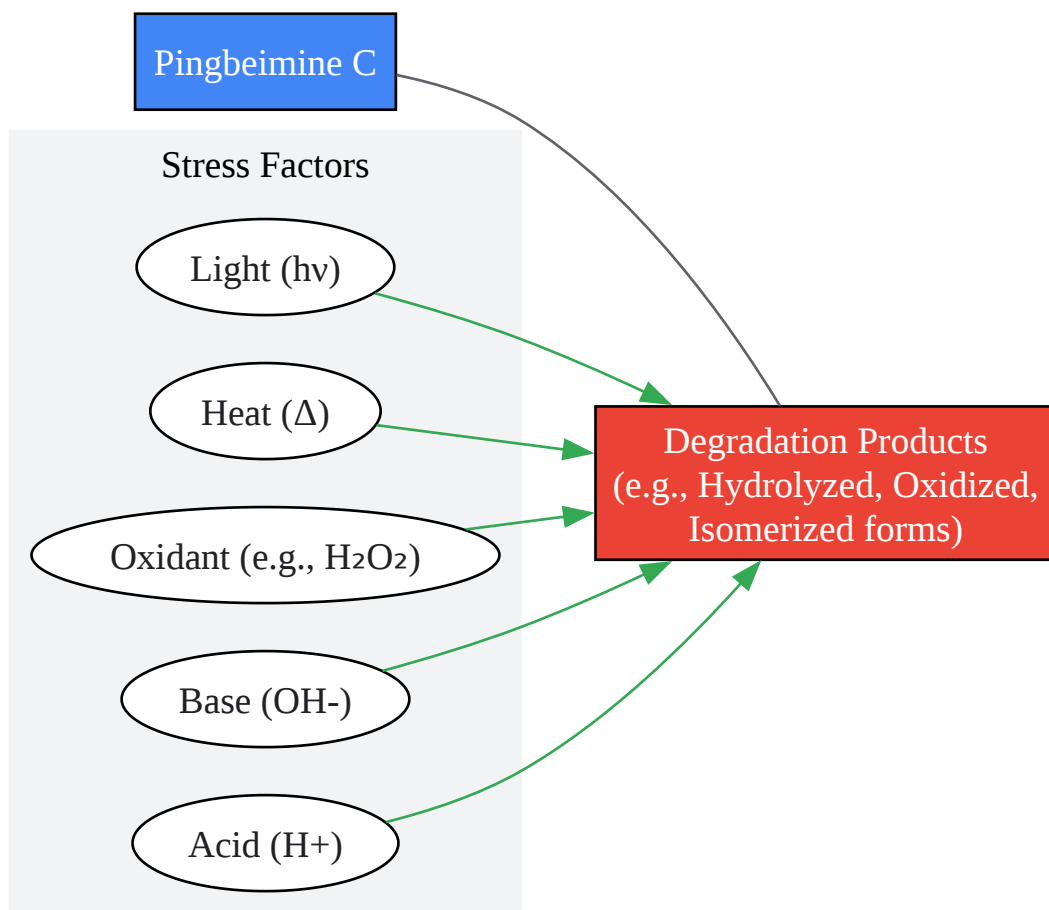 Pingbeimine C
Stress Factors
Light (hν)
Heat (Δ)
Oxidant (e.g., H₂O₂)
Base (OH-)
Acid (H+)
Degradation Products
(e.g., Hydrolyzed, Oxidized,
Isomerized forms)